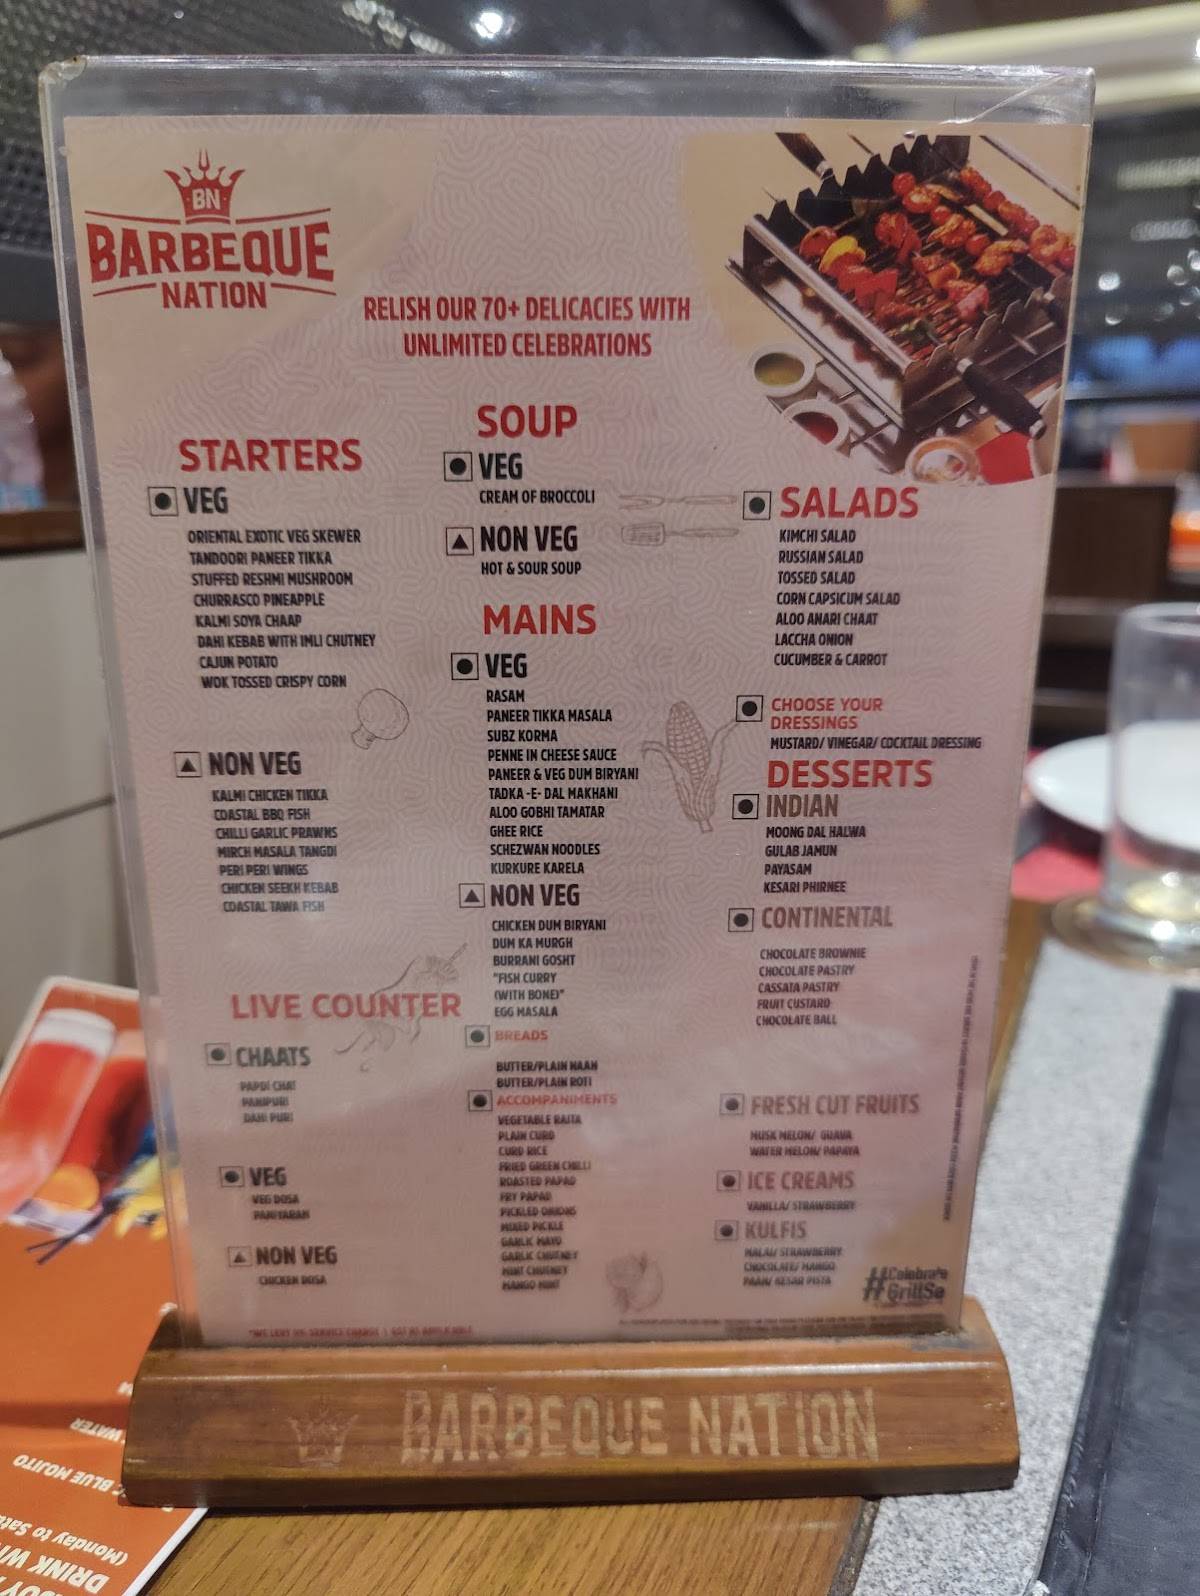 BN
BARBEQUE
NATION
RELISH OUR 70+ DELICACIES WITH
UNLIMITED CELEBRATIONS
STARTERS
VEG
ORIENTAL EXOTIC VEG SKEWER
TANDOORI PANEER TIKKA
STUFFED RESHMI MUSHROOM
CHURRASCO PINEAPPLE
KALMI SOYA CHAAP
DAHI KEBAB WITH IMLI CHUTNEY
CAJUN POTATO
WOK TOSSED CRISPY CORN
NON VEG
KALMI CHICKEN TIKKA
COASTAL BBQ FISH
CHILLI GARLIC PRAWNS
MIRCH MASALA TANGDI
PERI PERI WINGS
CHICKEN SEEKH KEBAB
COASTAL TAWA FISH
LIVE COUNTER
CHAATS
PAPDI CHAT
PANIPURI
DAHI PURI
VEG
VEG DOSA
PANIYARAM
NON VEG
CHICKEN DOSA
SOUP
VEG
CREAM OF BROCCOLI
NON VEG
HOT & SOUR SOUP
MAINS
VEG
RASAM
PANEER TIKKA MASALA
SUBZ KORMA
PENNE IN CHEESE SAUCE
PANEER & VEG DUM BIRYANI
TADKA -E- DAL MAKHANI
ALOO GOBHI TAMATAR
GHEE RICE
SCHEZWAN NOODLES
KURKURE KARELA
NON VEG
CHICKEN DUM BIRYANI
DUM KA MURGH
BURRANI GOSHT
"FISH CURRY
(WITH BONE)"
EGG MASALA
BREADS
BUTTER/PLAIN NAAN
BUTTER/PLAIN ROTI
ACCOMPANIMENTS
VEGETABLE RAITA
PLAIN CURD
CURD RICE
FRIED GREEN CHILLI
ROASTED PAPAD
FRY PAPAD
PICKLED ONIONS
MIXED PICKLE
GARLIC MAYO
GARLIC CHUTNEY
MINT CHUTNEY
MANGO MINT
SALADS
KIMCHI SALAD
RUSSIAN SALAD
TOSSED SALAD
CORN CAPSICUM SALAD
ALOO ANARI CHAAT
LACCHA ONION
CUCUMBER & CARROT
CHOOSE YOUR
DRESSINGS
MUSTARD/ VINEGAR/ COCKTAIL DRESSING
DESSERTS
INDIAN
MOONG DAL HALWA
GULAB JAMUN
PAYASAM
KESARI PHIRNEE
CONTINENTAL
CHOCOLATE BROWNIE
CHOCOLATE PASTRY
CASSATA PASTRY
FRUIT CUSTARD
CHOCOLATE BALL
FRESH CUT FRUITS
MUSK MELON/ GUAVA
WATER MELON/ PAPAYA
ICE CREAMS
VANILLA/ STRAWBERRY
KULFIS
MALAI/ STRAWBERRY
CHOCOLATE/ MANGO
PAAN/ KESAR PISTA
#Celebrate
GrillSe
BARBEQUE NATION
WATER
BLUE MOJITO
(Monday to Sat
DRINK